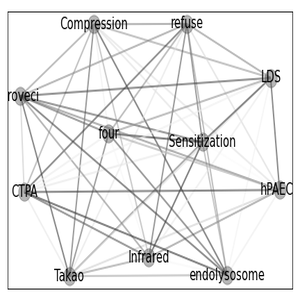 Compression
refuse
LDS
roveci
four
Sensitization
CTPA
hPAEC
Infrared
Takao
endolysosome